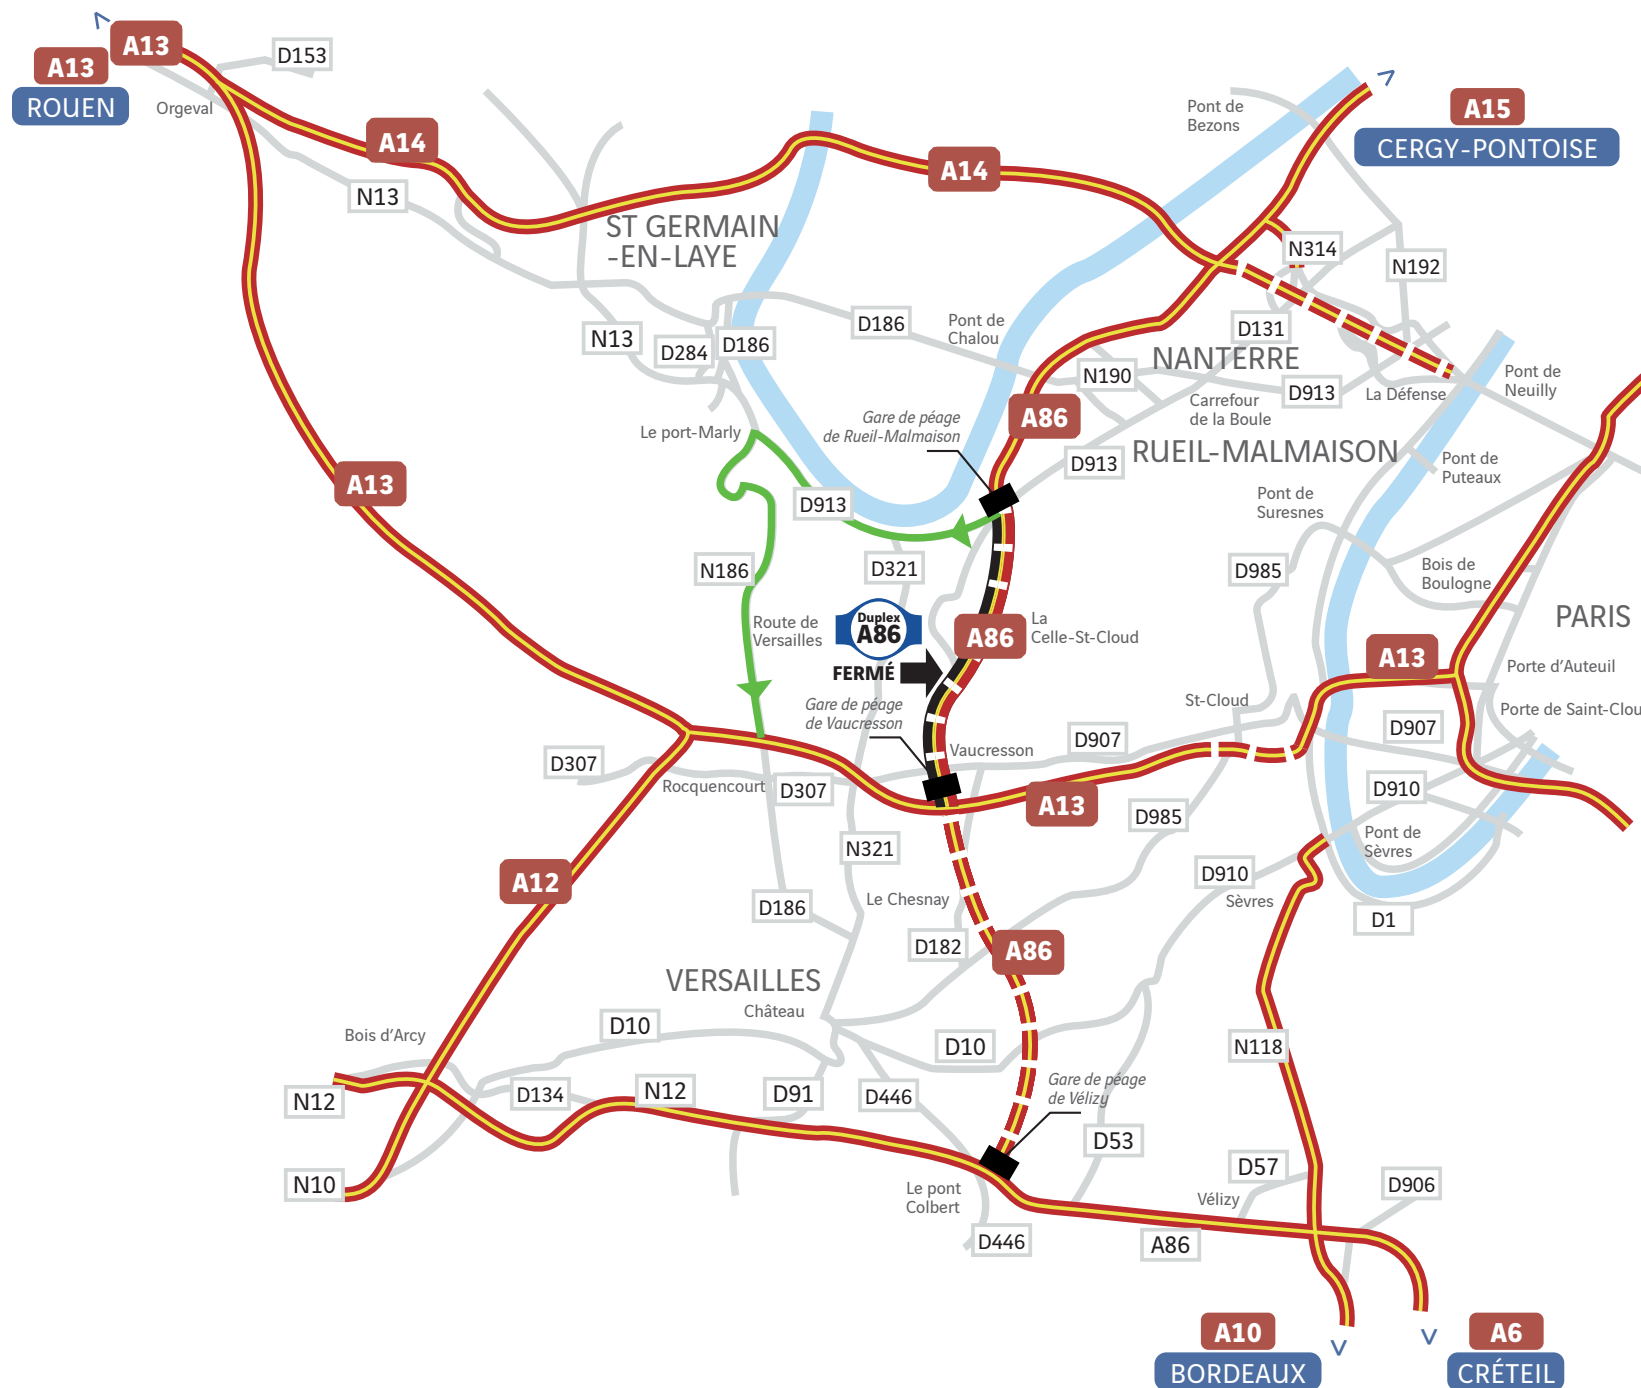 A13
D153
A13
ROUEN
Orgeval
A14
N13
A14
Pont de
Bezons
A15
CERGY-PONTOISE
ST GERMAIN
-EN-LAYE
N314
N192
N13
D284
D186
D186
Pont de
Chalou
D131
NANTERRE
N190
D913
La Défense
Pont de
Neuilly
Carrefour
de la Boule
Le port-Marly
Gare de péage
de Rueil-Malmaison
A86
D913
RUEIL-MALMAISON
Pont de
Puteaux
A13
D913
Pont de
Suresnes
N186
D321
D985
Bois de
Boulogne
Route de
Versailles
Duplex
A86
FERMÉ
A86
La
Celle-St-Cloud
PARIS
A13
Porte d'Auteuil
Gare de péage
de Vaucresson
St-Cloud
Porte de Saint-Clou
D907
D907
Vaucresson
D307
Rocquencourt
D307
A13
D910
D985
Pont de
Sèvres
N321
A12
D910
Sèvres
D186
Le Chesnay
D1
D182
A86
VERSAILLES
Château
Bois d'Arcy
D10
D10
N118
N12
D134
N12
D91
D446
Gare de péage
de Vélizy
D53
N10
D57
D906
Le pont
Colbert
Vélizy
D446
A86
A10
BORDEAUX
A6
CRÉTEIL